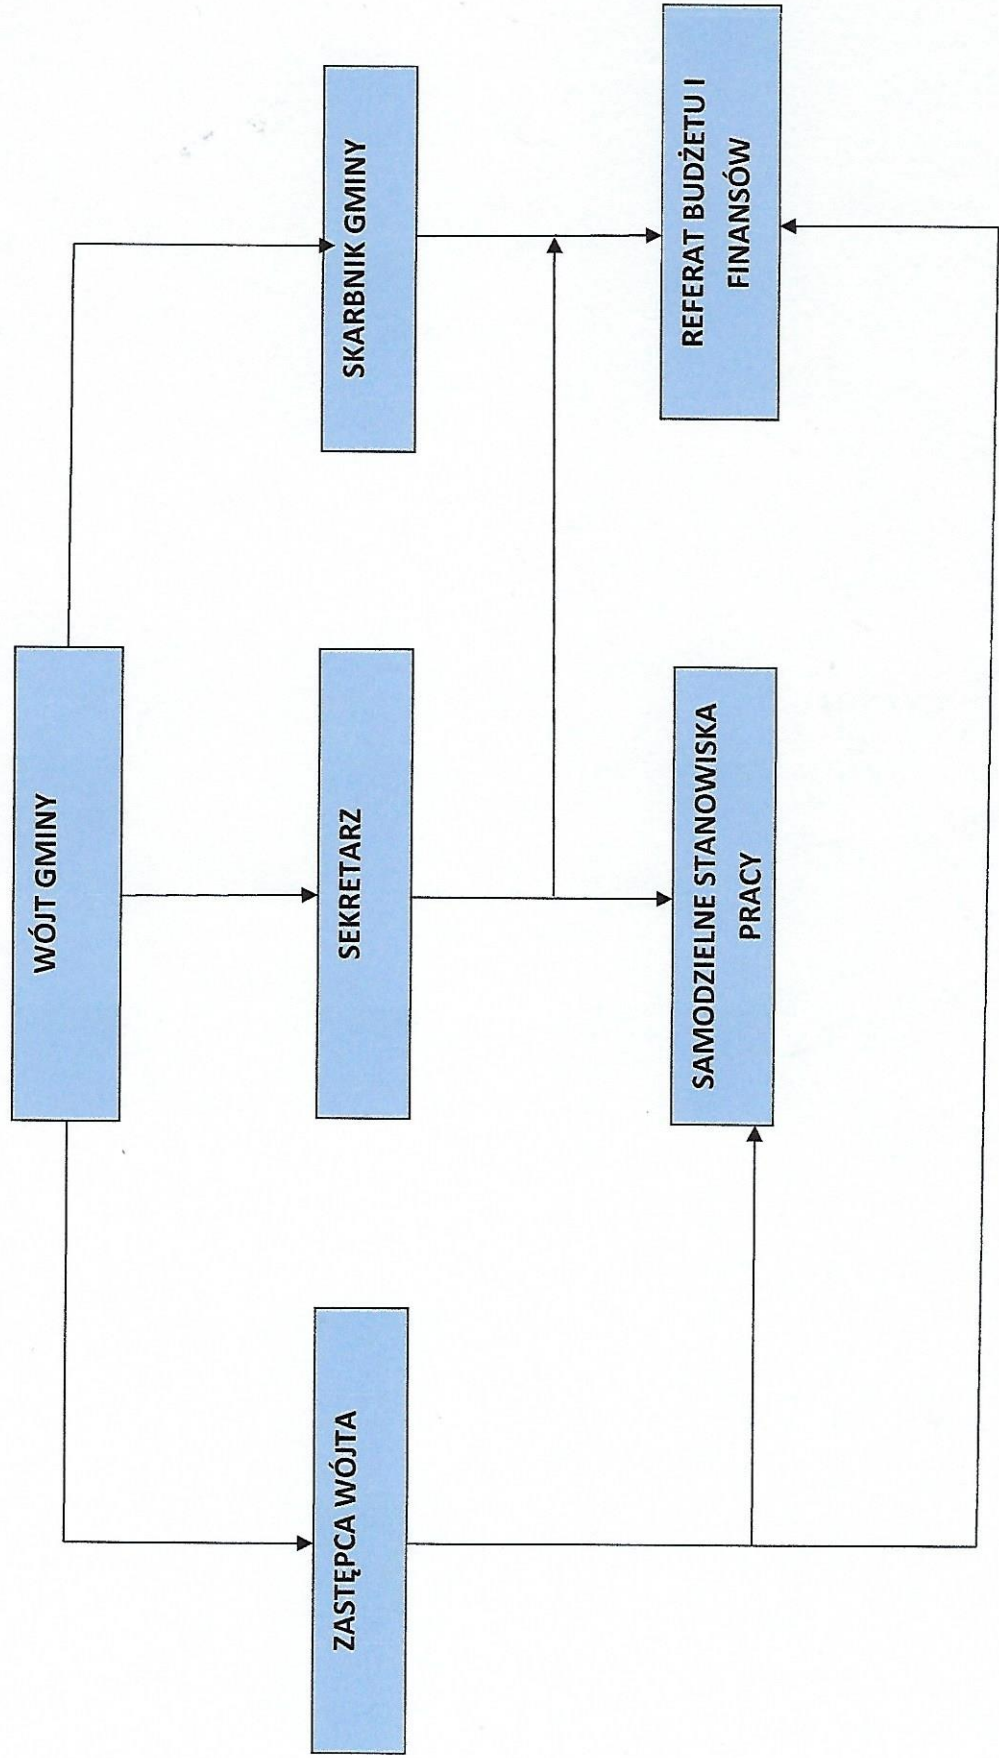 WÓJT GMINY
ZASTĘPCA WÓJTA
SEKRETARZ
SKARBNIK GMINY
SAMODZIELNE STANOWISKA
PRACY
REFERAT BUDŻETU I
FINANSÓW